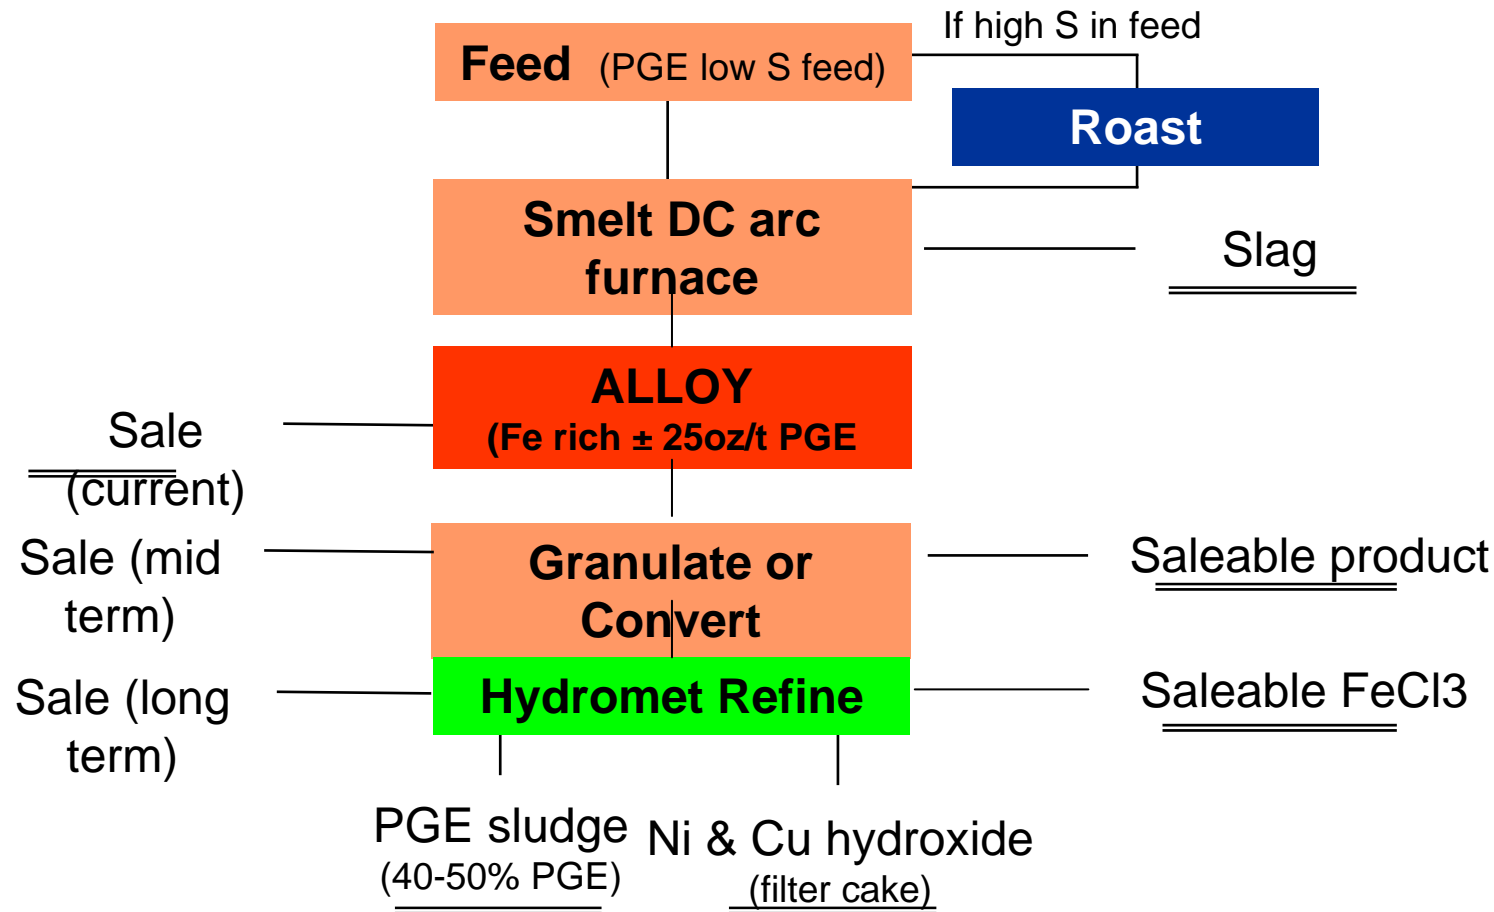 If high S in feed
Feed (PGE low S feed)
Roast
Smelt DC arc
furnace
Slag
ALLOY
(Fe rich ± 25oz/t PGE
Sale
(current)
Sale (mid
term)
Granulate or
Convert
Saleable product
Sale (long
term)
Hydromet Refine
Saleable FeCl3
PGE sludge
(40-50% PGE)
Ni & Cu hydroxide
(filter cake)